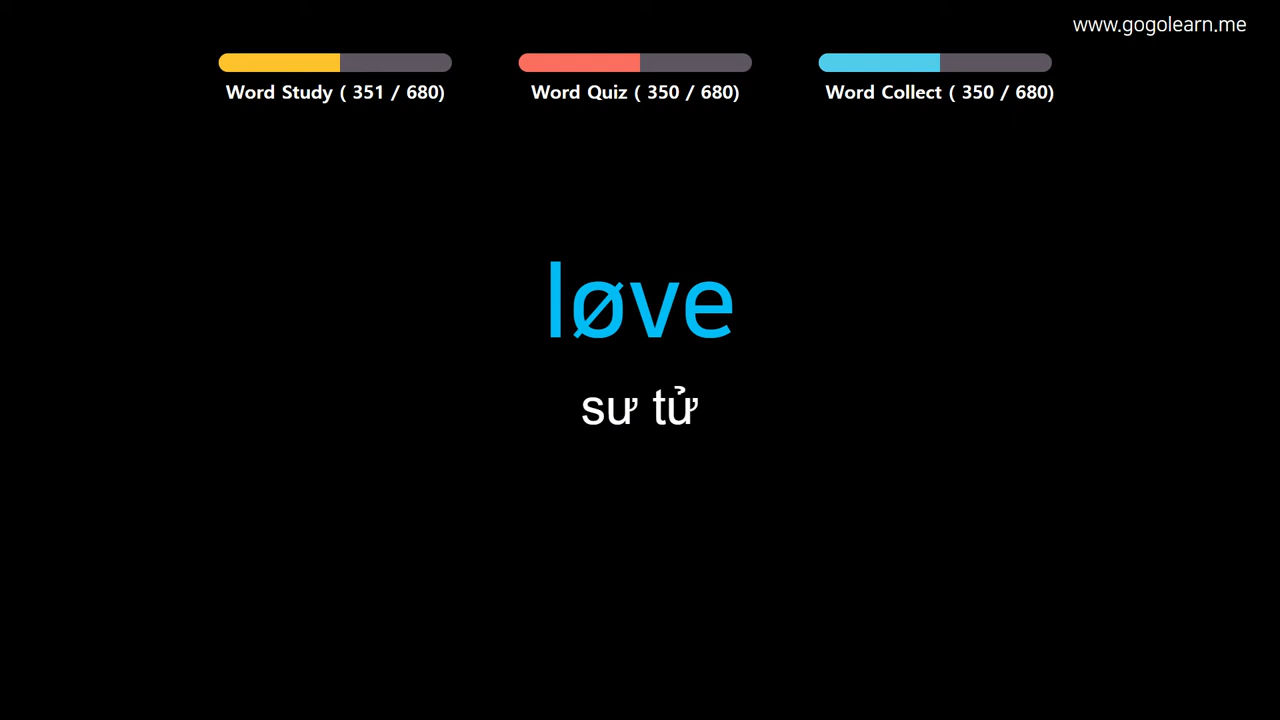 www.gogolearn.me
Word Study ( 351 / 680)
Word Quiz ( 350 / 680)
Word Collect ( 350 / 680)
løve
sư tử